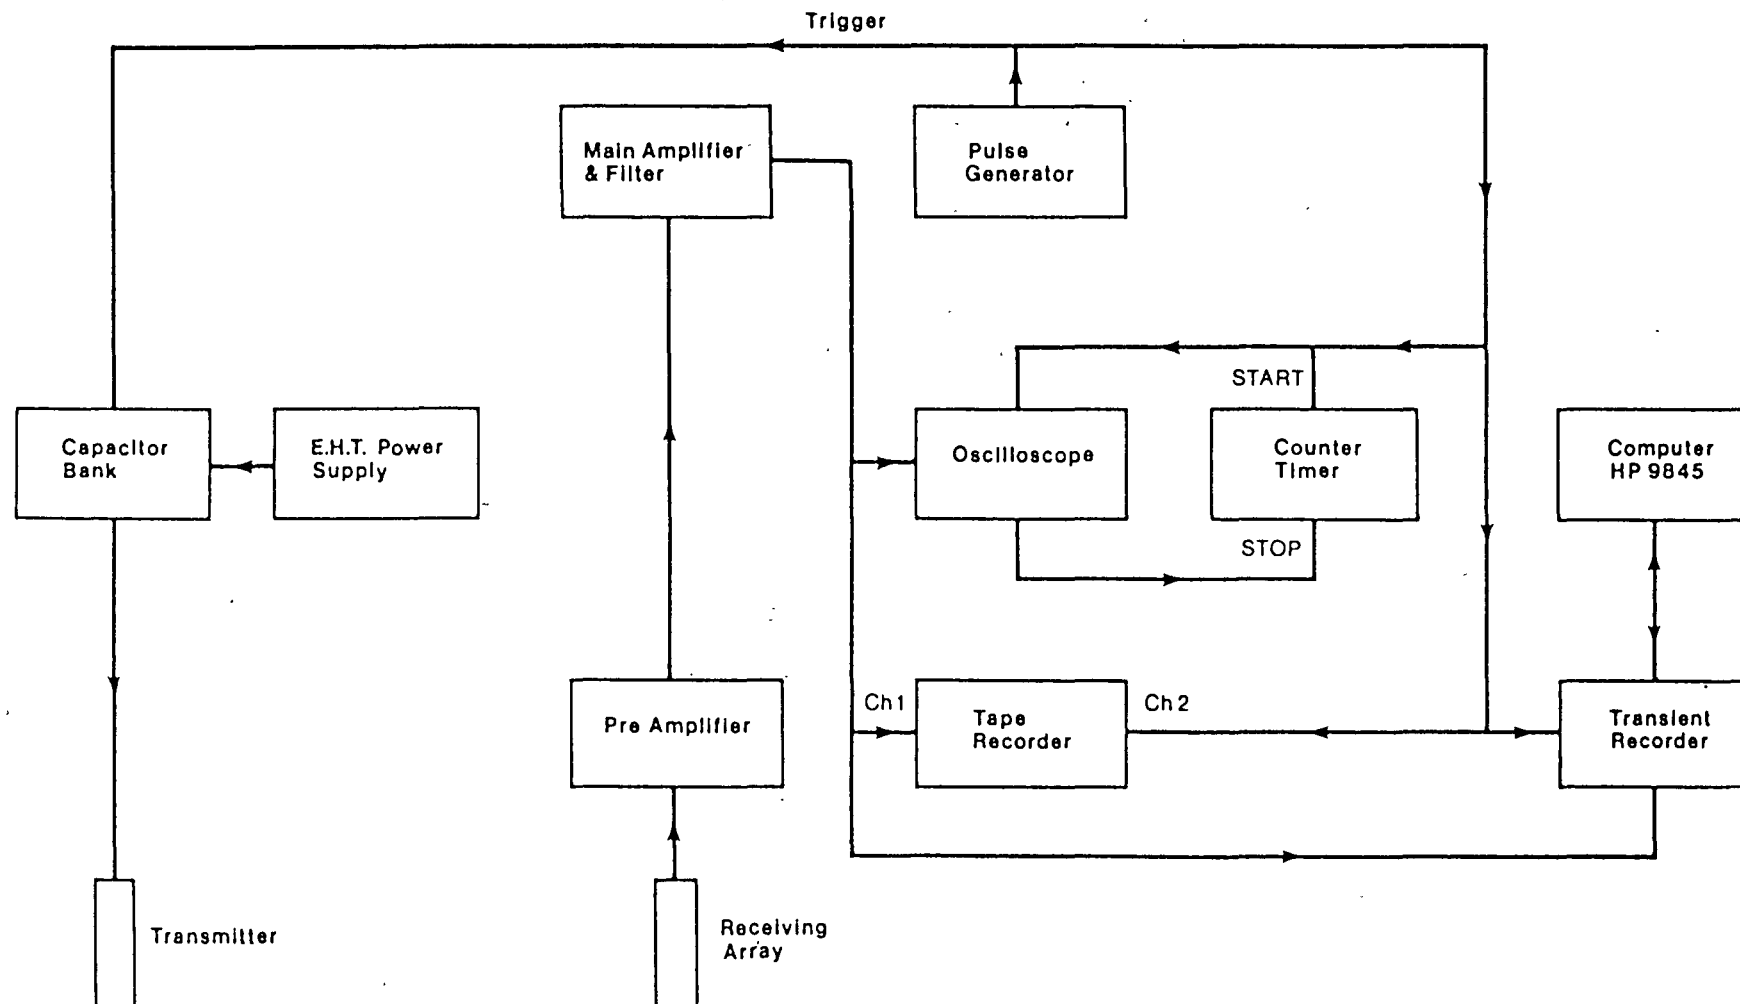 Trigger
Main Amplifier
& Filter
Pulse
Generator
START
Capacitor
Bank
E.H.T. Power
Supply
Oscilloscope
Counter
Timer
Computer
HP 9845
STOP
Pre Amplifier
Ch1
Tape
Recorder
Ch2
Transient
Recorder
Transmitter
Receiving
Array